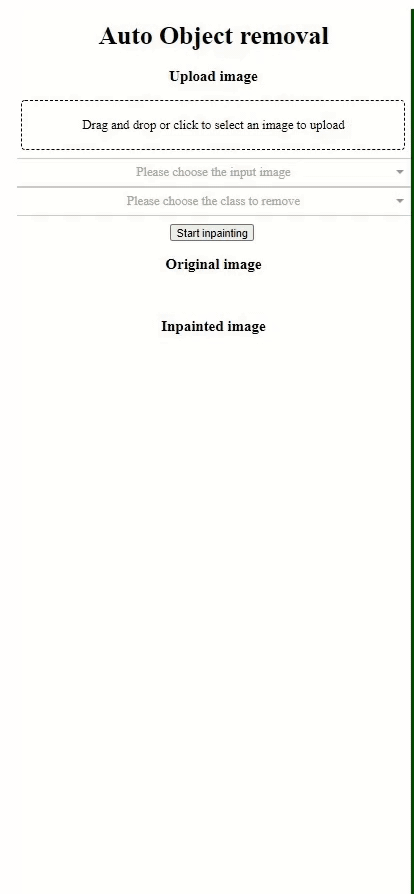 Auto Object removal
Upload image
Drag and drop or click to select an image to upload
Please choose the input image
Please choose the class to remove
Start inpainting
Original image
Inpainted image